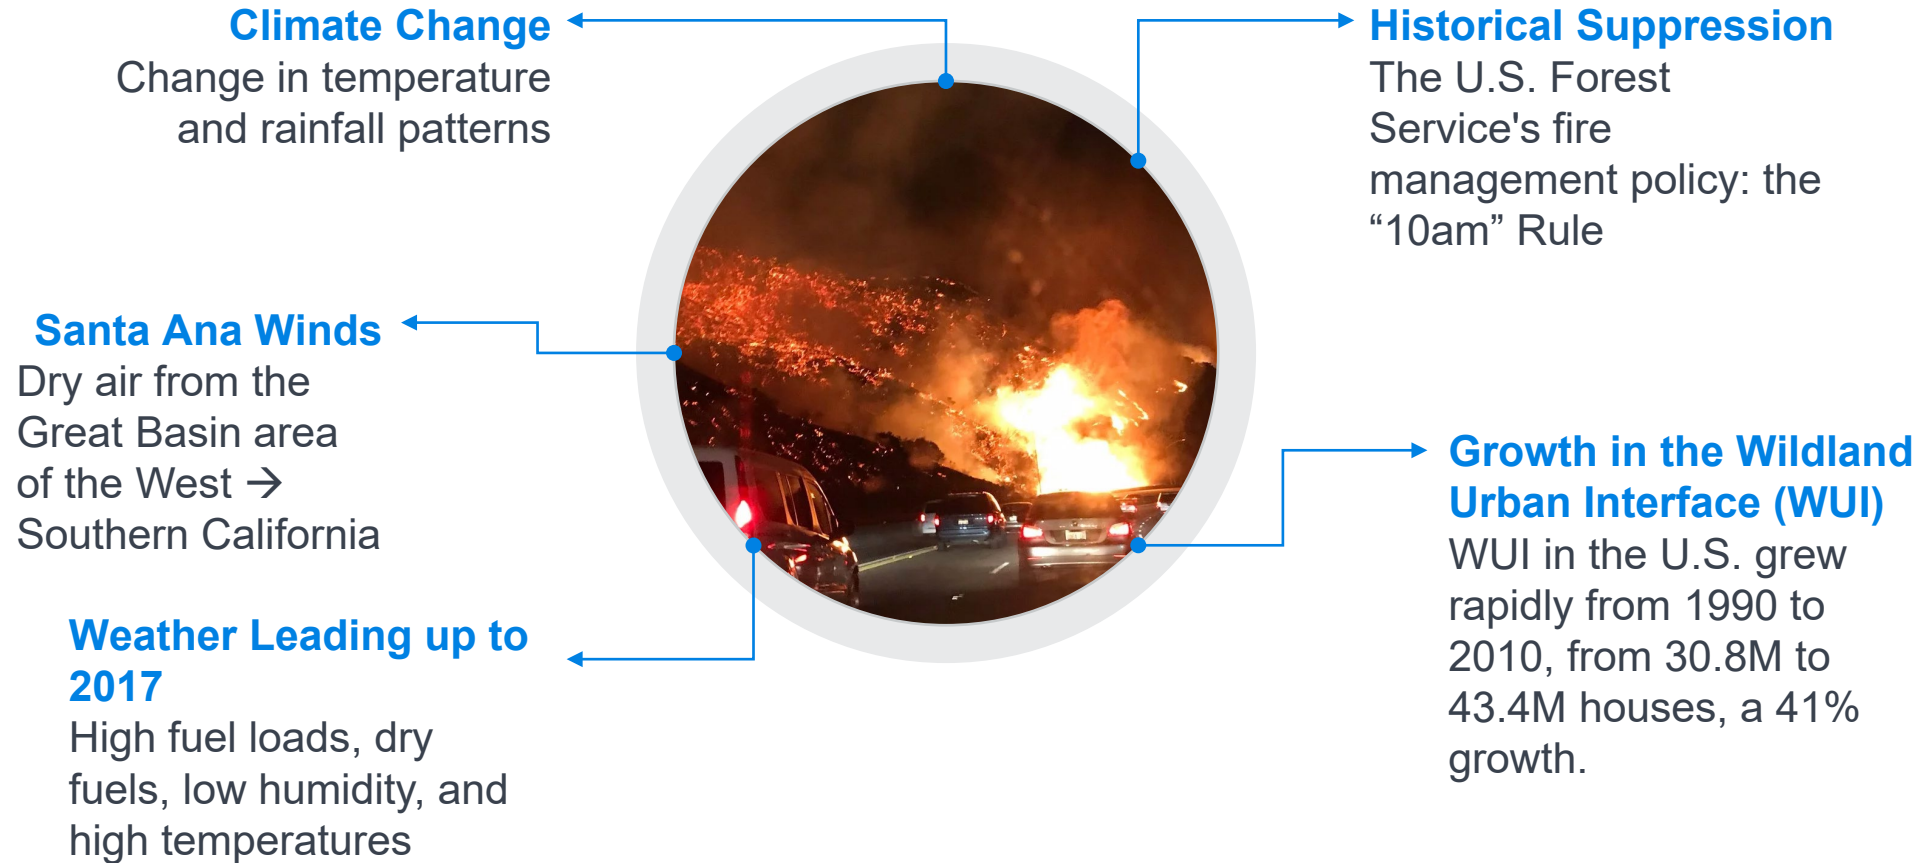 Climate Change
Change in temperature
and rainfall patterns
Historical Suppression
The U.S. Forest
Service's fire
management policy: the
“10am” Rule
Santa Ana Winds
Dry air from the
Great Basin area
of the West →
Southern California
Growth in the Wildland
Urban Interface (WUI)
WUI in the U.S. grew
rapidly from 1990 to
2010, from 30.8M to
43.4M houses, a 41%
growth.
Weather Leading up to
2017
High fuel loads, dry
fuels, low humidity, and
high temperatures